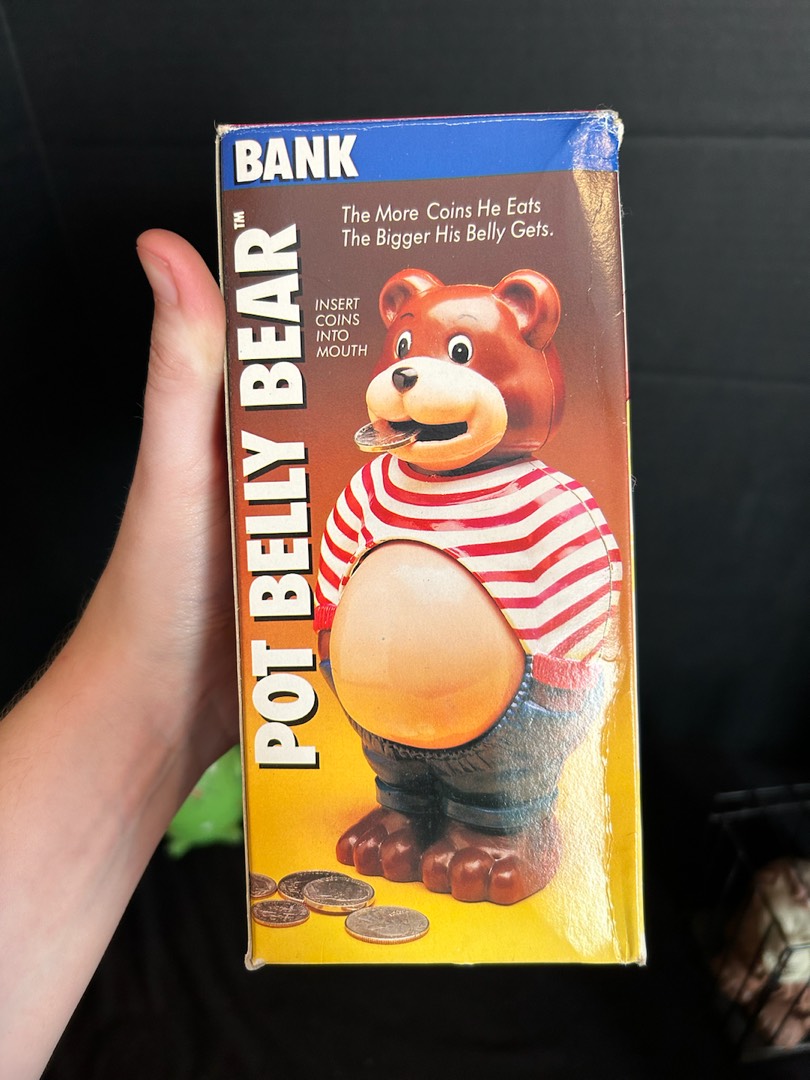 BANK
POT BELLY BEAR™
The More Coins He Eats
The Bigger His Belly Gets.
INSERT
COINS
INTO
MOUTH